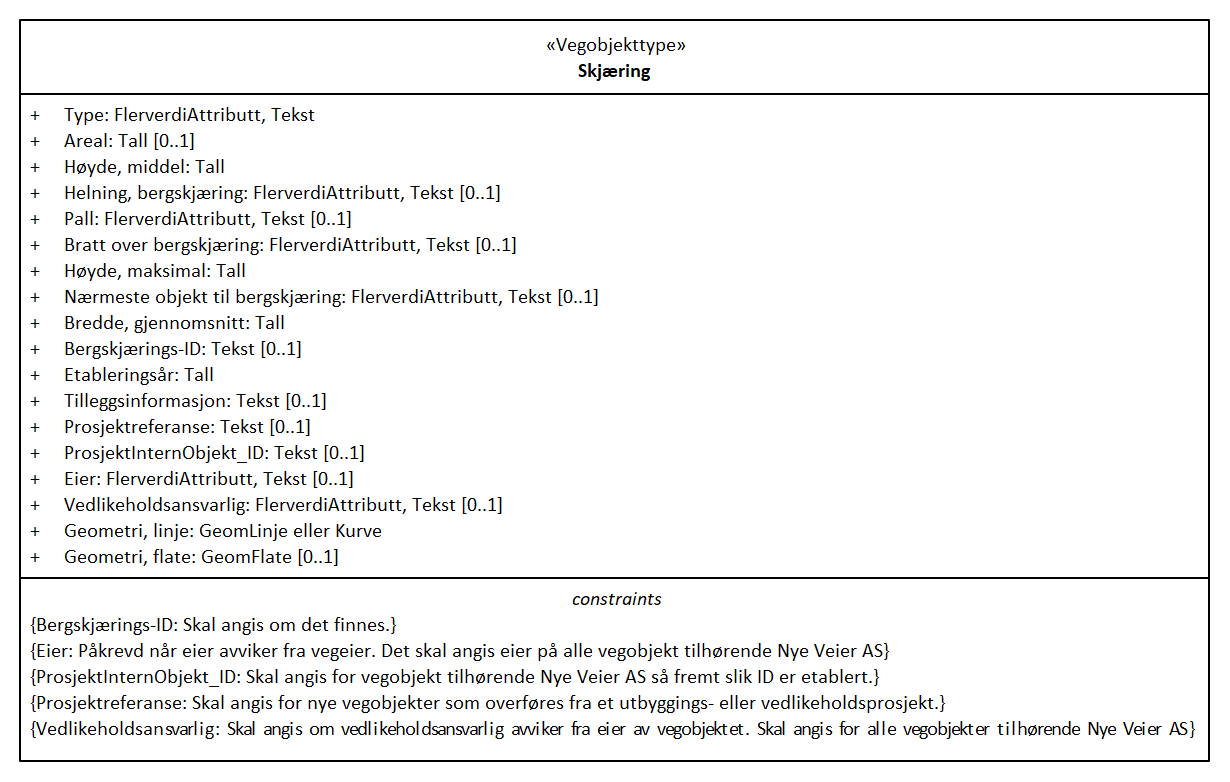 «Vegobjekttype»
Skjæring
+ Type: FlerverdiAttributt, Tekst
+ Areal: Tall [0..1]
+ Høyde, middel: Tall
+ Helning, bergskjæring: FlerverdiAttributt, Tekst [0..1]
+ Pall: FlerverdiAttributt, Tekst [0..1]
+ Bratt over bergskjæring: FlerverdiAttributt, Tekst [0..1]
+ Høyde, maksimal: Tall
+ Nærmeste objekt til bergskjæring: FlerverdiAttributt, Tekst [0..1]
+ Bredde, gjennomsnitt: Tall
+ Bergskjærings-ID: Tekst [0..1]
+ Etableringsår: Tall
+ Tilleggsinformasjon: Tekst [0..1]
+ Prosjektreferanse: Tekst [0..1]
+ ProsjektInternObjekt_ID: Tekst [0..1]
+ Eier: FlerverdiAttributt, Tekst [0..1]
+ Vedlikeholdsansvarlig: FlerverdiAttributt, Tekst [0..1]
+ Geometri, linje: GeomLinje eller Kurve
+ Geometri, flate: GeomFlate [0..1]
constraints
{Bergskjærings-ID: Skal angis om det finnes.}
{Eier: Påkrevd når eier avviker fra vegeier. Det skal angis eier på alle vegobjekt tilhørende Nye Veier AS}
{ProsjektInternObjekt_ID: Skal angis for vegobjekt tilhørende Nye Veier AS så fremt slik ID er etablert.}
{Prosjektreferanse: Skal angis for nye vegobjekter som overføres fra et utbyggings- eller vedlikeholdsprosjekt.}
{Vedlikeholdsansvarlig: Skal angis om vedlikeholdsansvarlig avviker fra eier av vegobjektet. Skal angis for alle vegobjekter tilhørende Nye Veier AS}